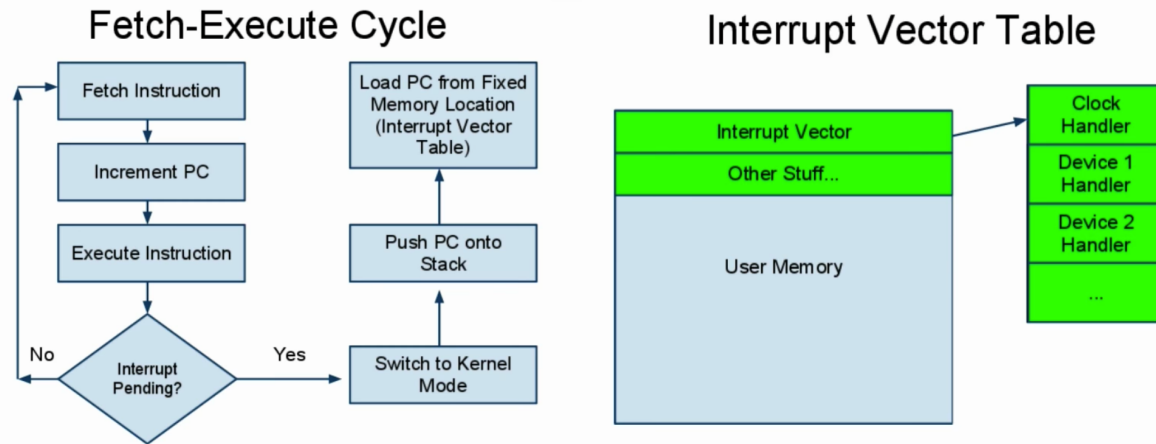 Fetch-Execute Cycle
Fetch Instruction
Increment PC
Execute Instruction
Interrupt
Pending?
No
Yes
Switch to Kernel
Mode
Push PC onto
Stack
Load PC from Fixed
Memory Location
(Interrupt Vector
Table)
Interrupt Vector Table
Interrupt Vector
Other Stuff...
User Memory
Clock
Handler
Device 1
Handler
Device 2
Handler
...